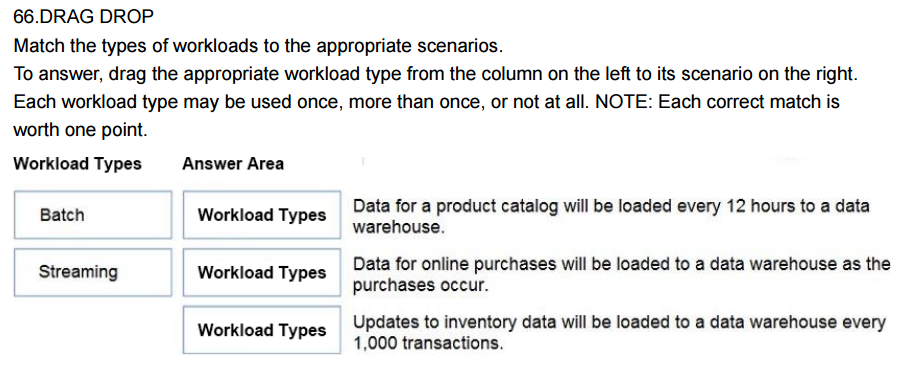 66.DRAG DROP
Match the types of workloads to the appropriate scenarios.
To answer, drag the appropriate workload type from the column on the left to its scenario on the right.
Each workload type may be used once, more than once, or not at all. NOTE: Each correct match is
worth one point.
Workload Types Answer Area
Batch Workload Types Data for a product catalog will be loaded every 12 hours to a data
warehouse.
Streaming Workload Types Data for online purchases will be loaded to a data warehouse as the
purchases occur.
Workload Types Updates to inventory data will be loaded to a data warehouse every
1,000 transactions.